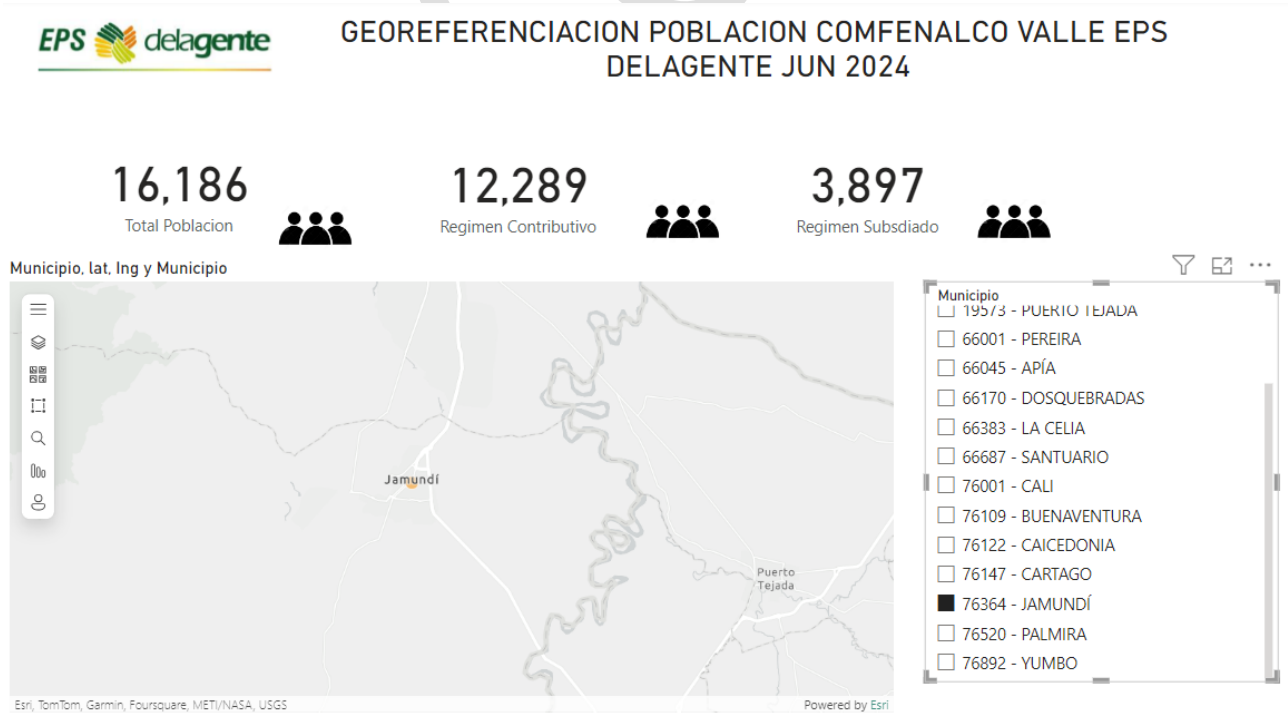 EPS delagente
GEOREFERENCIACION POBLACION COMFENALCO VALLE EPS
DELAGENTE JUN 2024
16,186
Total Poblacion
12,289
Regimen Contributivo
3,897
Regimen Subsdiado
Municipio, lat, Ing y Municipio
Jamundí
Puerto
Tejada
Esri, TomTom, Garmin, Foursquare, METI/NASA, USGS
Powered by Esri
Municipio
19573 - PUERTO TEJADA
66001 - PEREIRA
66045 - APÍA
66170 - DOSQUEBRADAS
66383 - LA CELIA
66687 - SANTUARIO
76001 - CALI
76109 - BUENAVENTURA
76122 - CAICEDONIA
76147 - CARTAGO
76364 - JAMUNDÍ
76520 - PALMIRA
76892 - YUMBO